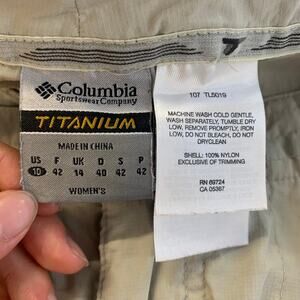 Columbia
Sportswear Company
TITANIUM
MADE IN CHINA
US F UK D S P
10 42 14 40 42 42
WOMEN'S
107 TL5019
MACHINE WASH COLD GENTLE,
WASH SEPARATELY, TUMBLE DRY
LOW, REMOVE PROMPTLY, IRON
LOW, DO NOT BLEACH, DO NOT
DRYCLEAN.
SHELL: 100% NYLON
EXCLUSIVE OF TRIMMING
RN 69724
CA 05367